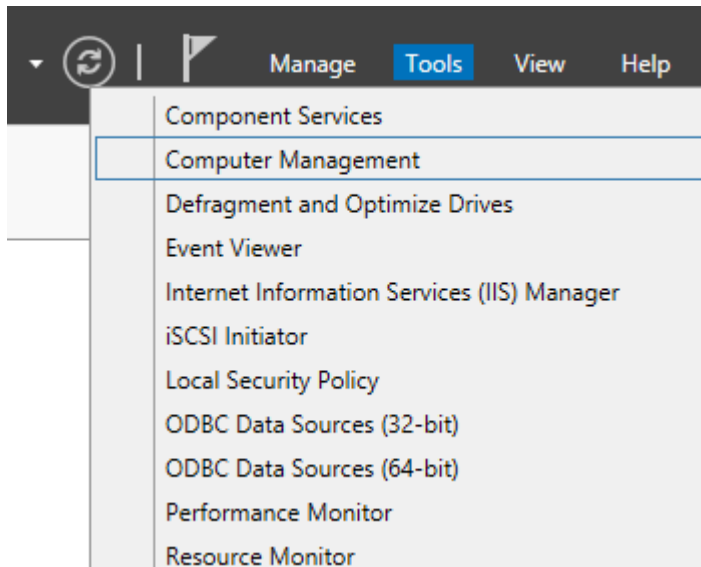 Manage Tools View Help
Component Services
Computer Management
Defragment and Optimize Drives
Event Viewer
Internet Information Services (IIS) Manager
iSCSI Initiator
Local Security Policy
ODBC Data Sources (32-bit)
ODBC Data Sources (64-bit)
Performance Monitor
Resource Monitor